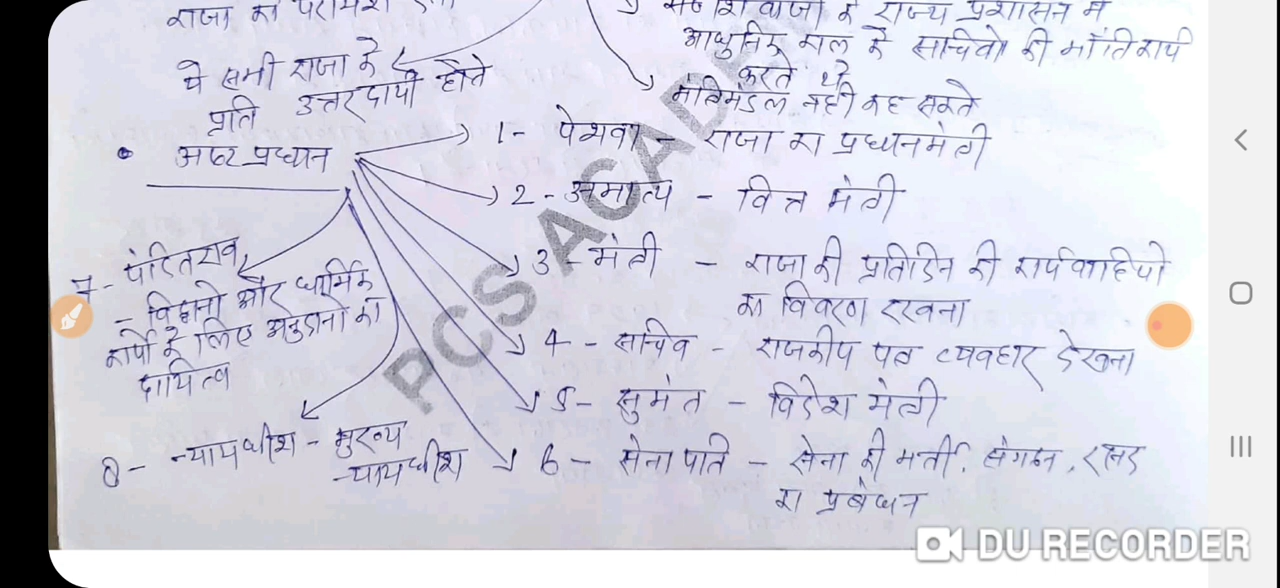 राजा को परामर्श देना
ये सभी राजा के
प्रति उत्तरदायी होते
राज्य प्रशासन में
आधुनिक काल के सचिवों की भाँति कार्य
करते थे
मंत्रिमंडल नहीं कह सकते
• अष्ट प्रधान
1- पेशवा - राजा का प्रधानमंत्री
2- अमात्य - वित्त मंत्री
3- मंत्री - राजा की प्रतिदिन की कार्यवाहियों
का विवरण रखना
4- सचिव - राजकीय पत्र व्यवहार देखना
5- सुमंत - विदेश मंत्री
6- सेनापति - सेना की भर्ती, संगठन, रसद
का प्रबंधन
7- पंडितराव
- विद्वानों और धार्मिक
कार्यों के लिए अनुदानों का
दायित्व
8- न्यायधीश - मुख्य
न्यायधीश
PCS ACADE
DU RECORDER